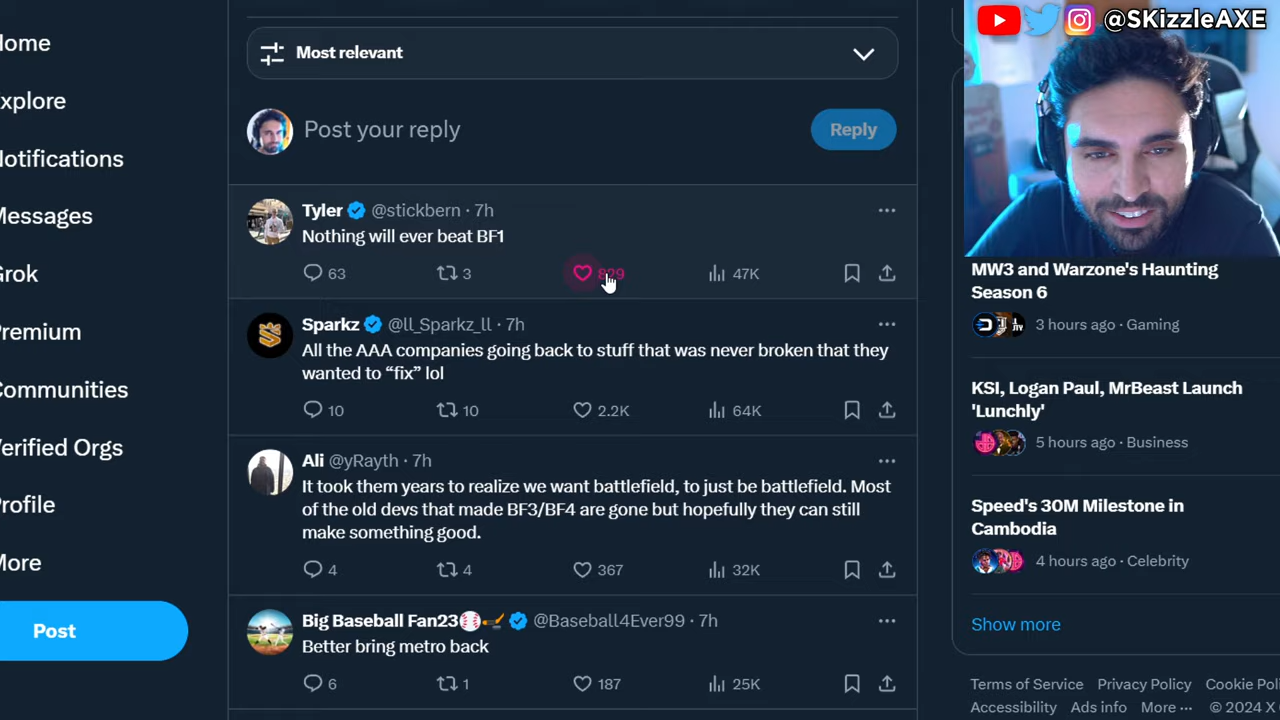 @SKizzleAXE
ome
xplore
otifications
essages
rok
remium
ommunities
erified Orgs
rofile
ore
Post
Most relevant
Post your reply
Reply
Tyler @stickbern · 7h
Nothing will ever beat BF1
63 3 829 47K
Sparkz @ll_Sparkz_ll · 7h
All the AAA companies going back to stuff that was never broken that they
wanted to “fix” lol
10 10 2.2K 64K
Ali @yRayth · 7h
It took them years to realize we want battlefield, to just be battlefield. Most
of the old devs that made BF3/BF4 are gone but hopefully they can still
make something good.
4 4 367 32K
Big Baseball Fan23⚾🏏 @Baseball4Ever99 · 7h
Better bring metro back
6 1 187 25K
MW3 and Warzone's Haunting
Season 6
3 hours ago · Gaming
KSI, Logan Paul, MrBeast Launch
'Lunchly'
5 hours ago · Business
Speed's 30M Milestone in
Cambodia
4 hours ago · Celebrity
Show more
Terms of Service Privacy Policy Cookie Pol
Accessibility Ads info More ··· © 2024 X